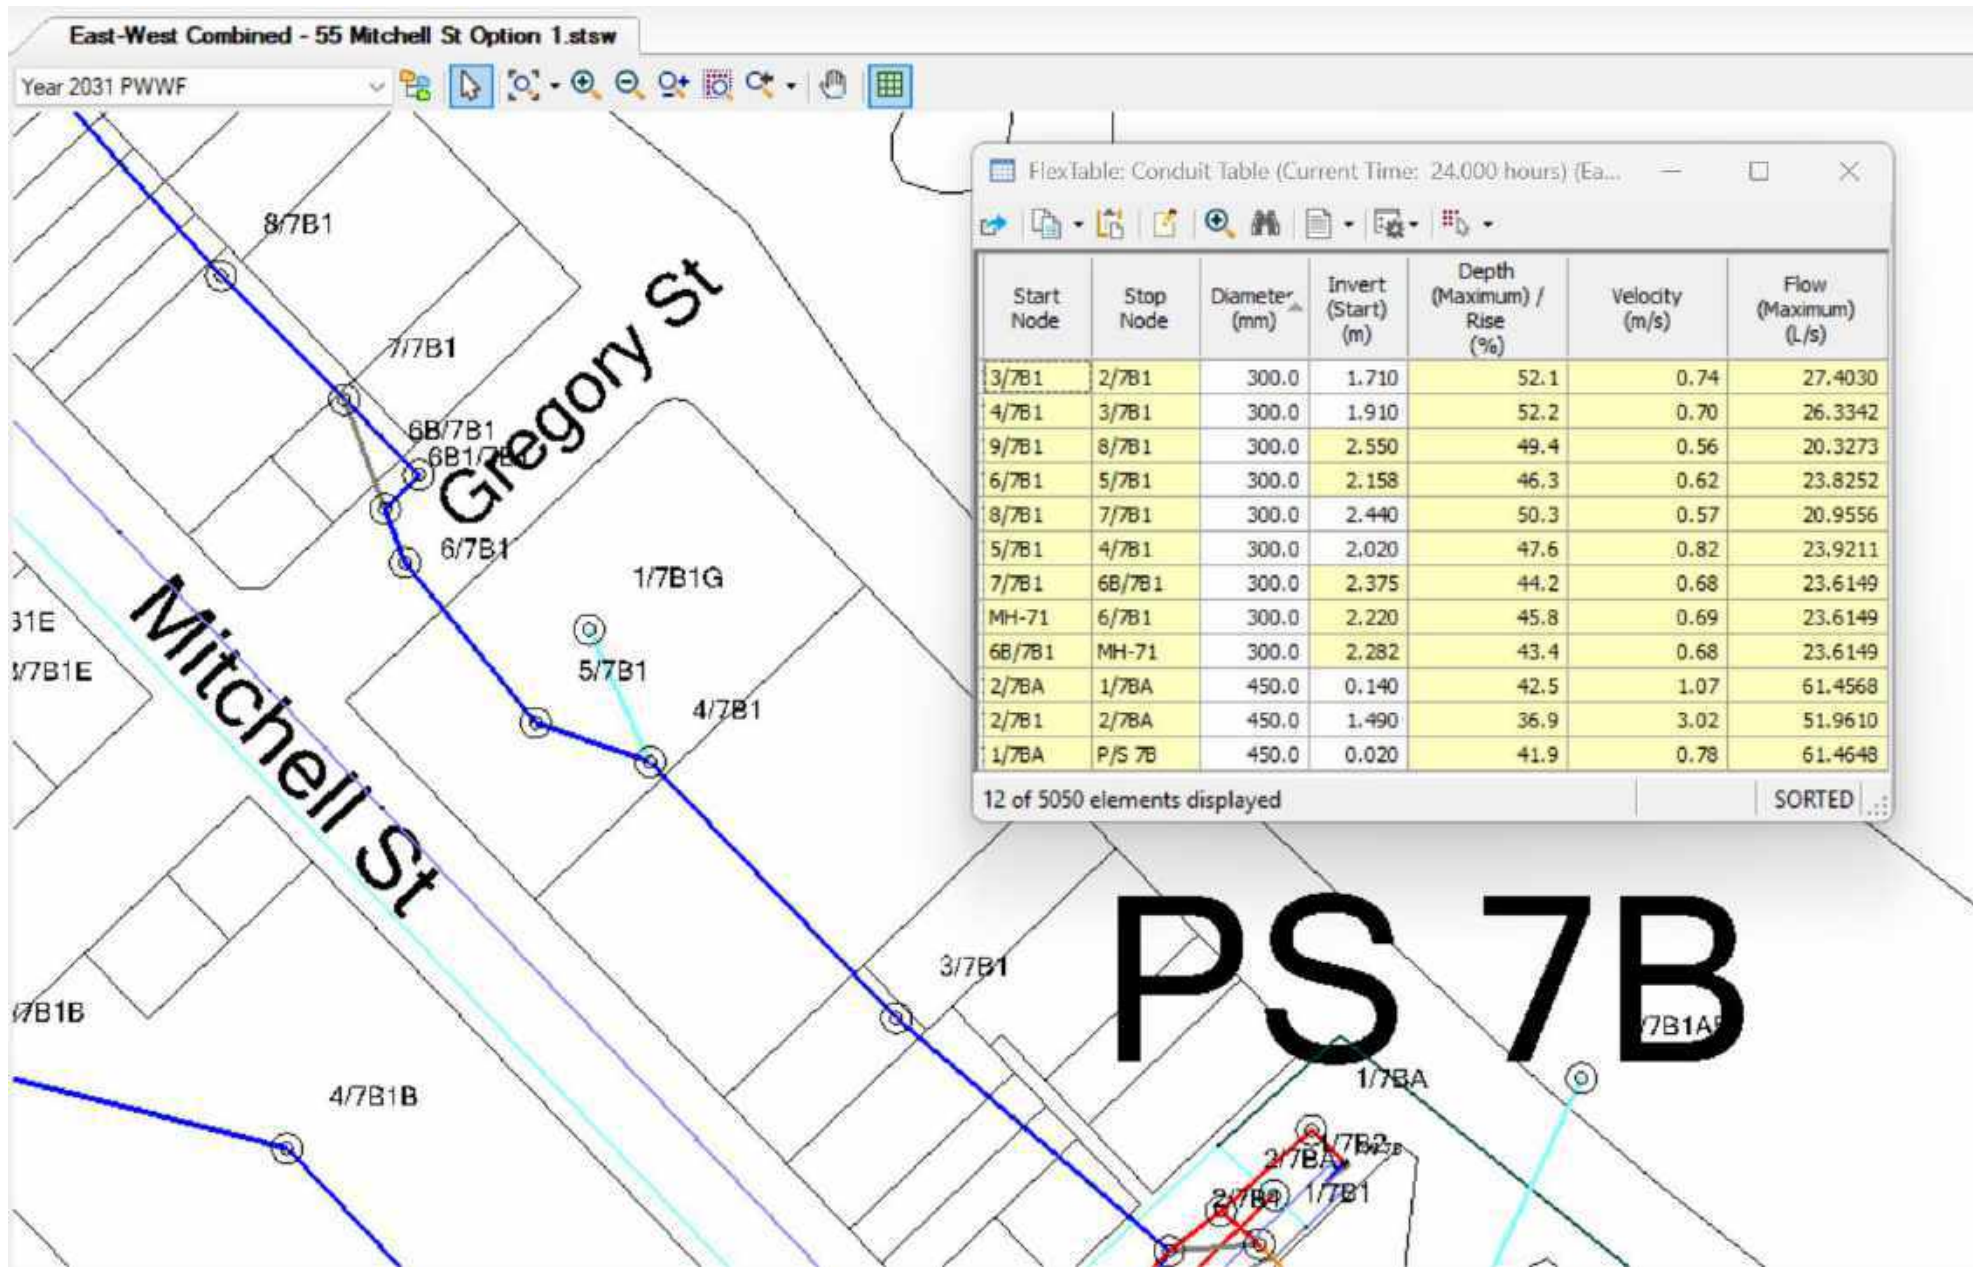 East-West Combined - 55 Mitchell St Option 1.stsw
Year 2031 PWWF
FlexTable: Conduit Table (Current Time: 24.000 hours) (Ea...
Start Node Stop Node Diameter (mm) Invert (Start) (m) Depth (Maximum) / Rise (%) Velocity (m/s) Flow (Maximum) (L/s)
3/7B1 2/7B1 300.0 1.710 52.1 0.74 27.4030
4/7B1 3/7B1 300.0 1.910 52.2 0.70 26.3342
9/7B1 8/7B1 300.0 2.550 49.4 0.56 20.3273
6/7B1 5/7B1 300.0 2.158 46.3 0.62 23.8252
8/7B1 7/7B1 300.0 2.440 50.3 0.57 20.9556
5/7B1 4/7B1 300.0 2.020 47.6 0.82 23.9211
7/7B1 6B/7B1 300.0 2.375 44.2 0.68 23.6149
MH-71 6/7B1 300.0 2.220 45.8 0.69 23.6149
6B/7B1 MH-71 300.0 2.282 43.4 0.68 23.6149
2/7BA 1/7BA 450.0 0.140 42.5 1.07 61.4568
2/7B1 2/7BA 450.0 1.490 36.9 3.02 51.9610
1/7BA P/S 7B 450.0 0.020 41.9 0.78 61.4648
12 of 5050 elements displayed SORTED
8/7B1
7/7B1
6B/7B1
Gregory St
6/7B1
1/7B1G
5/7B1
4/7B1
Mitchell St
3/7B1
PS 7B
1/7BA
4/7B1B
2/7BA
1/7B2
2/7B1
1/7B1